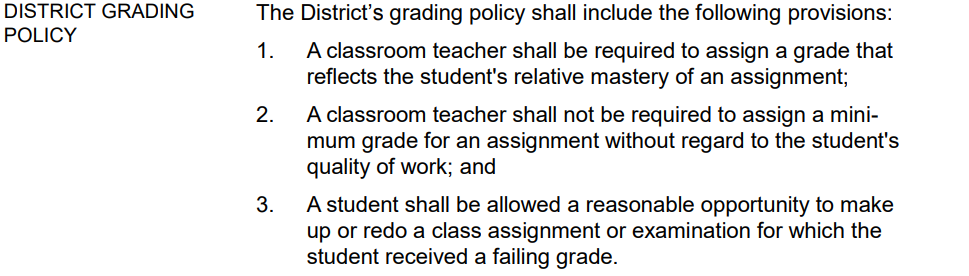 DISTRICT GRADING
POLICY
The District's grading policy shall include the following provisions:
1. A classroom teacher shall be required to assign a grade that
reflects the student's relative mastery of an assignment;
2. A classroom teacher shall not be required to assign a mini-
mum grade for an assignment without regard to the student's
quality of work; and
3. A student shall be allowed a reasonable opportunity to make
up or redo a class assignment or examination for which the
student received a failing grade.